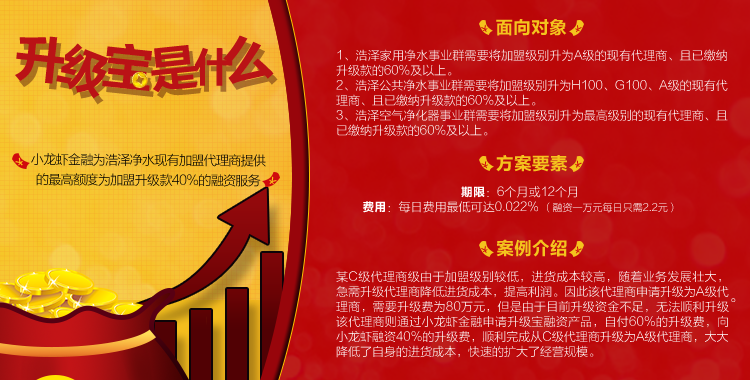 升级宝是什么
小龙虾金融为浩泽净水现有加盟代理商提供
的最高额度为加盟升级款40%的融资服务
面向对象
1、浩泽家用净水事业群需要将加盟级别升为A级的现有代理商、且已缴纳
升级款的60%及以上。
2、浩泽公共净水事业群需要将加盟级别升为H100、G100、A级的现有代
理商、且已缴纳升级款的60%及以上。
3、浩泽空气净化器事业群需要将加盟级别升为最高级别的现有代理商、且
已缴纳升级款的60%及以上。
方案要素
期限：6个月或12个月
费用：每日费用最低可达0.022%（融资一万元每日只需2.2元）
案例介绍
某C级代理商级由于加盟级别较低，进货成本较高，随着业务发展壮大，
急需升级代理商降低进货成本，提高利润。因此该代理商申请升级为A级代
理商，需要升级费为80万元，但是由于目前升级资金不足，无法顺利升级。
该代理商则通过小龙虾金融申请升级宝融资产品，自付60%的升级费，向
小龙虾融资40%的升级费，顺利完成从C级代理商升级为A级代理商，大大
降低了自身的进货成本，快速的扩大了经营规模。